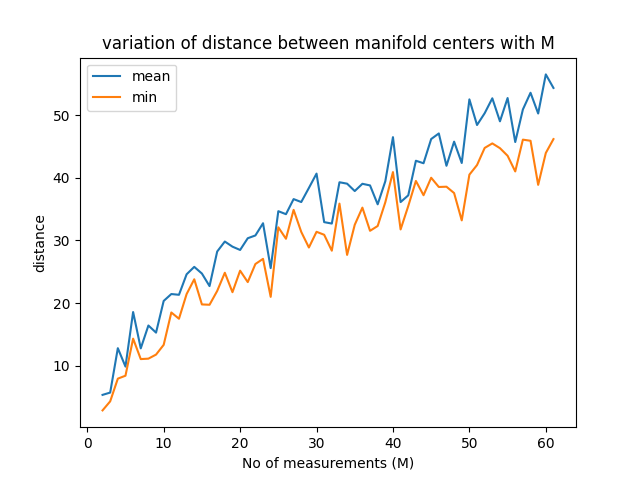 variation of distance between manifold centers with M
mean
min
distance
50
40
30
20
10
0 10 20 30 40 50 60
No of measurements (M)